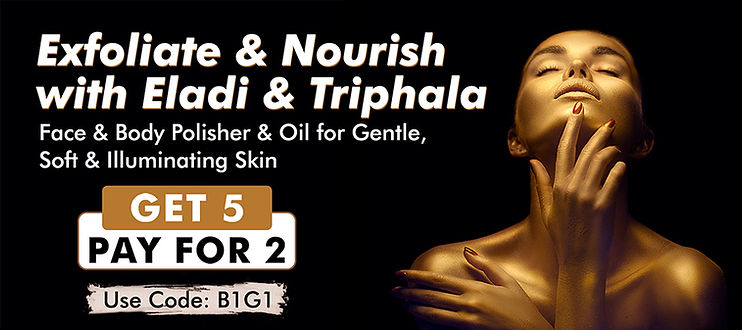 Exfoliate & Nourish
with Eladi & Triphala
Face & Body Polisher & Oil for Gentle,
Soft & Illuminating Skin
GET 5
PAY FOR 2
Use Code: B1G1